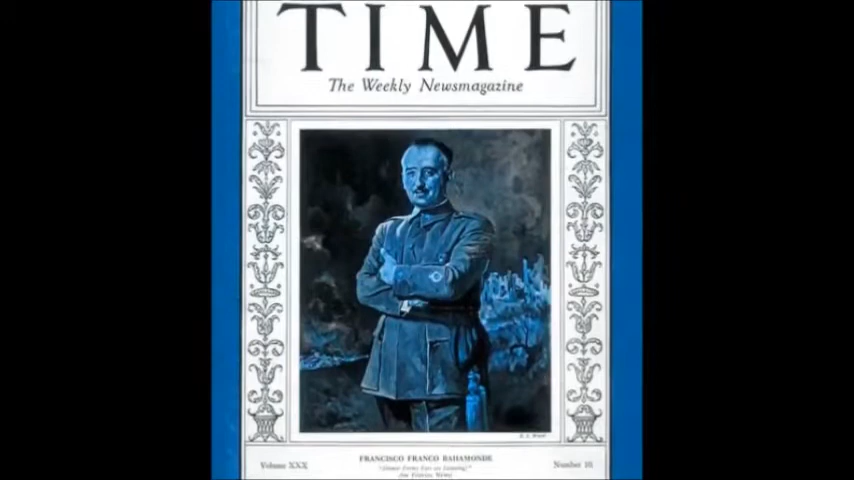 TIME
The Weekly Newsmagazine
FRANCISCO FRANCO BAHAMONDE
Volume XXX
Number 10